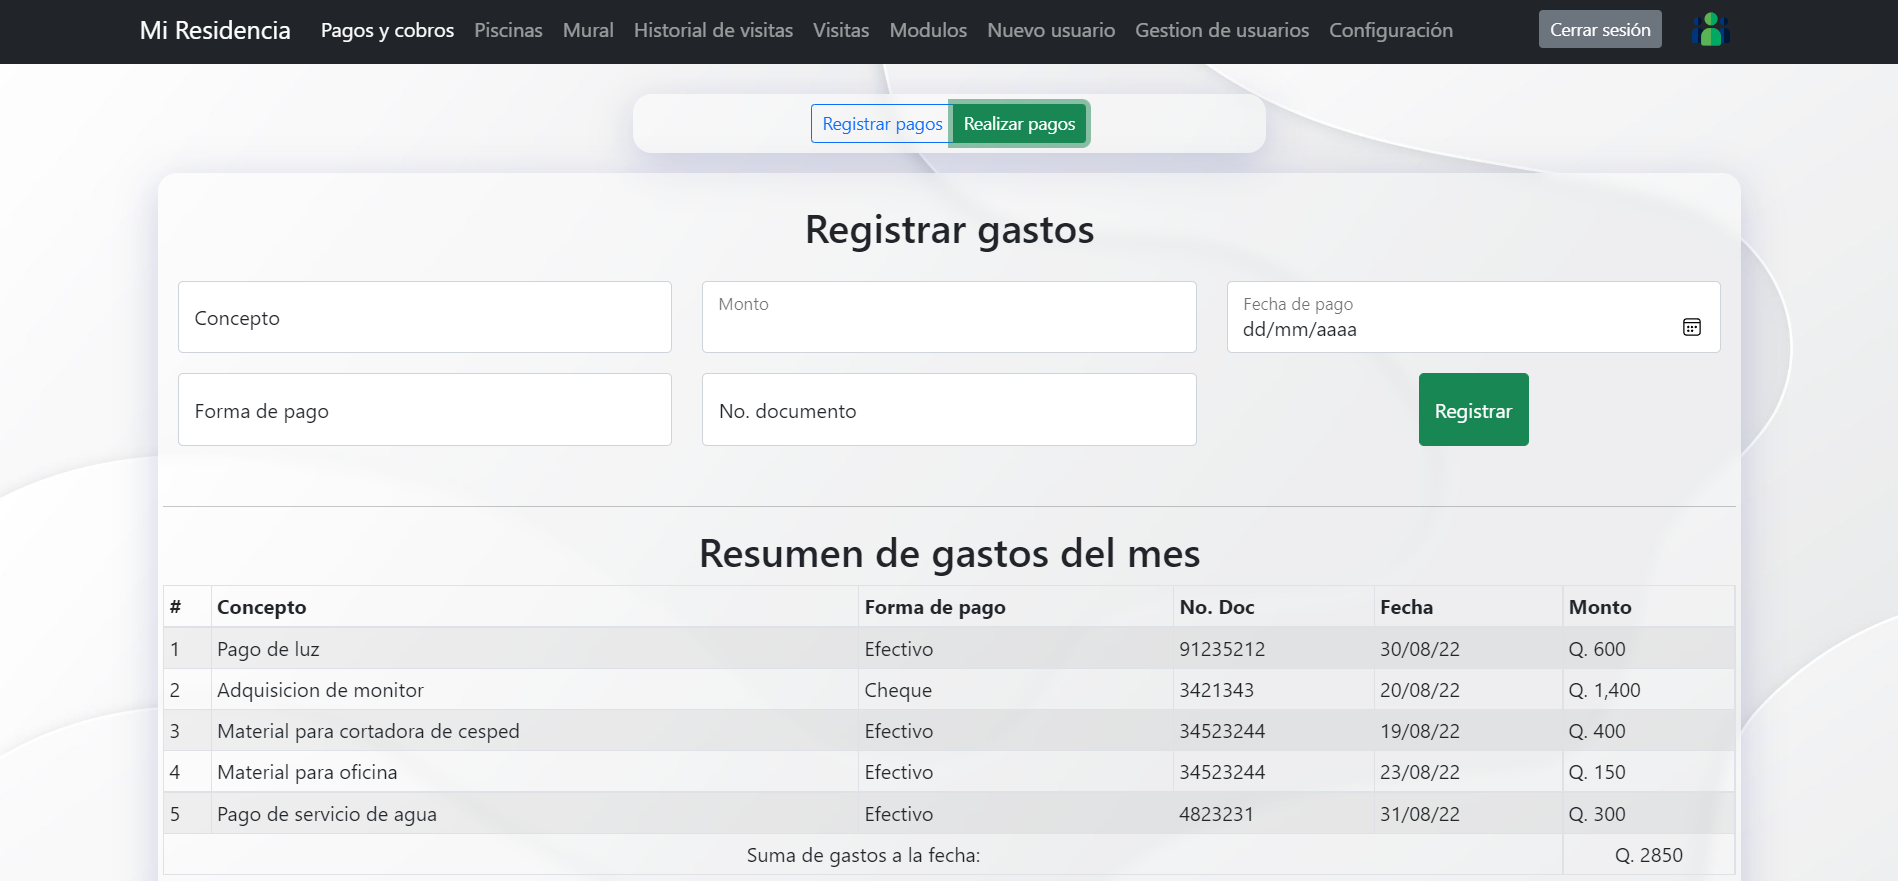 Mi Residencia Pagos y cobros Piscinas Mural Historial de visitas Visitas Modulos Nuevo usuario Gestion de usuarios Configuración Cerrar sesión
Registrar pagos Realizar pagos
Registrar gastos
Concepto Monto Fecha de pago
dd/mm/aaaa
Forma de pago No. documento Registrar
Resumen de gastos del mes
# Concepto Forma de pago No. Doc Fecha Monto
1 Pago de luz Efectivo 91235212 30/08/22 Q. 600
2 Adquisicion de monitor Cheque 3421343 20/08/22 Q. 1,400
3 Material para cortadora de cesped Efectivo 34523244 19/08/22 Q. 400
4 Material para oficina Efectivo 34523244 23/08/22 Q. 150
5 Pago de servicio de agua Efectivo 4823231 31/08/22 Q. 300
Suma de gastos a la fecha: Q. 2850